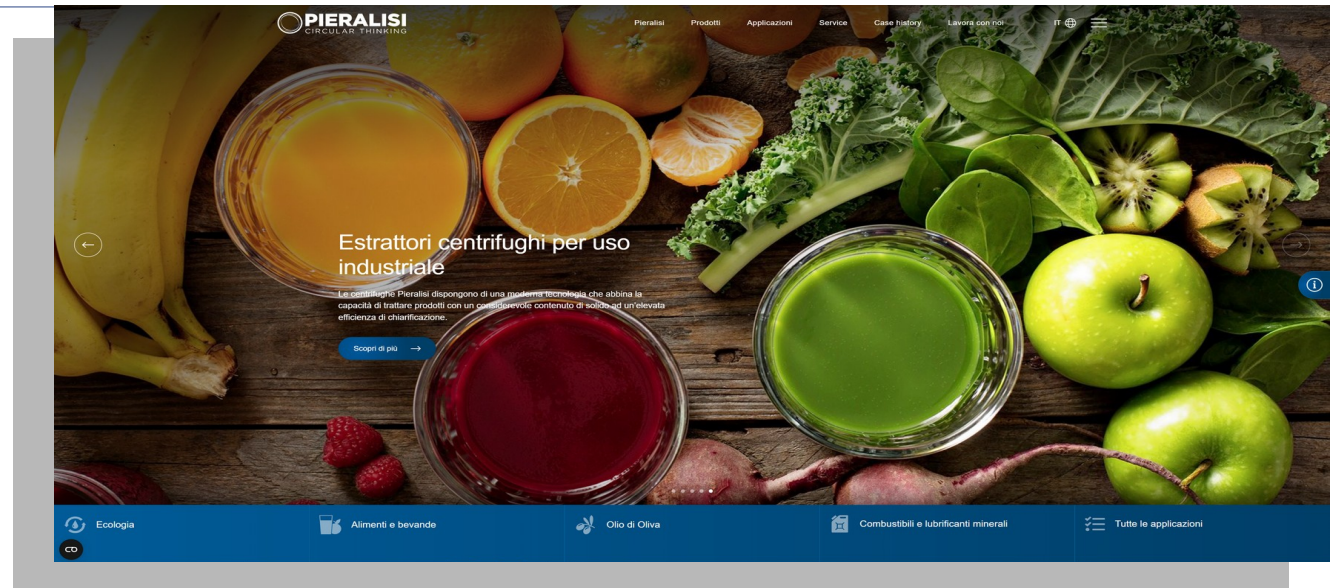 PIERALISI
CIRCULAR THINKING
Pieralisi
Prodotti
Applicazioni
Service
Case history
Lavora con noi
IT
Estrattori centrifughi per uso
industriale
Le centrifughe Pieralisi dispongono di una moderna tecnologia che abbina la
capacità di trattare prodotti con un considerevole contenuto di solido ad un'elevata
efficienza di chiarificazione.
Scopri di più
Ecologia
Alimenti e bevande
Olio di Oliva
Combustibili e lubrificanti minerali
Tutte le applicazioni